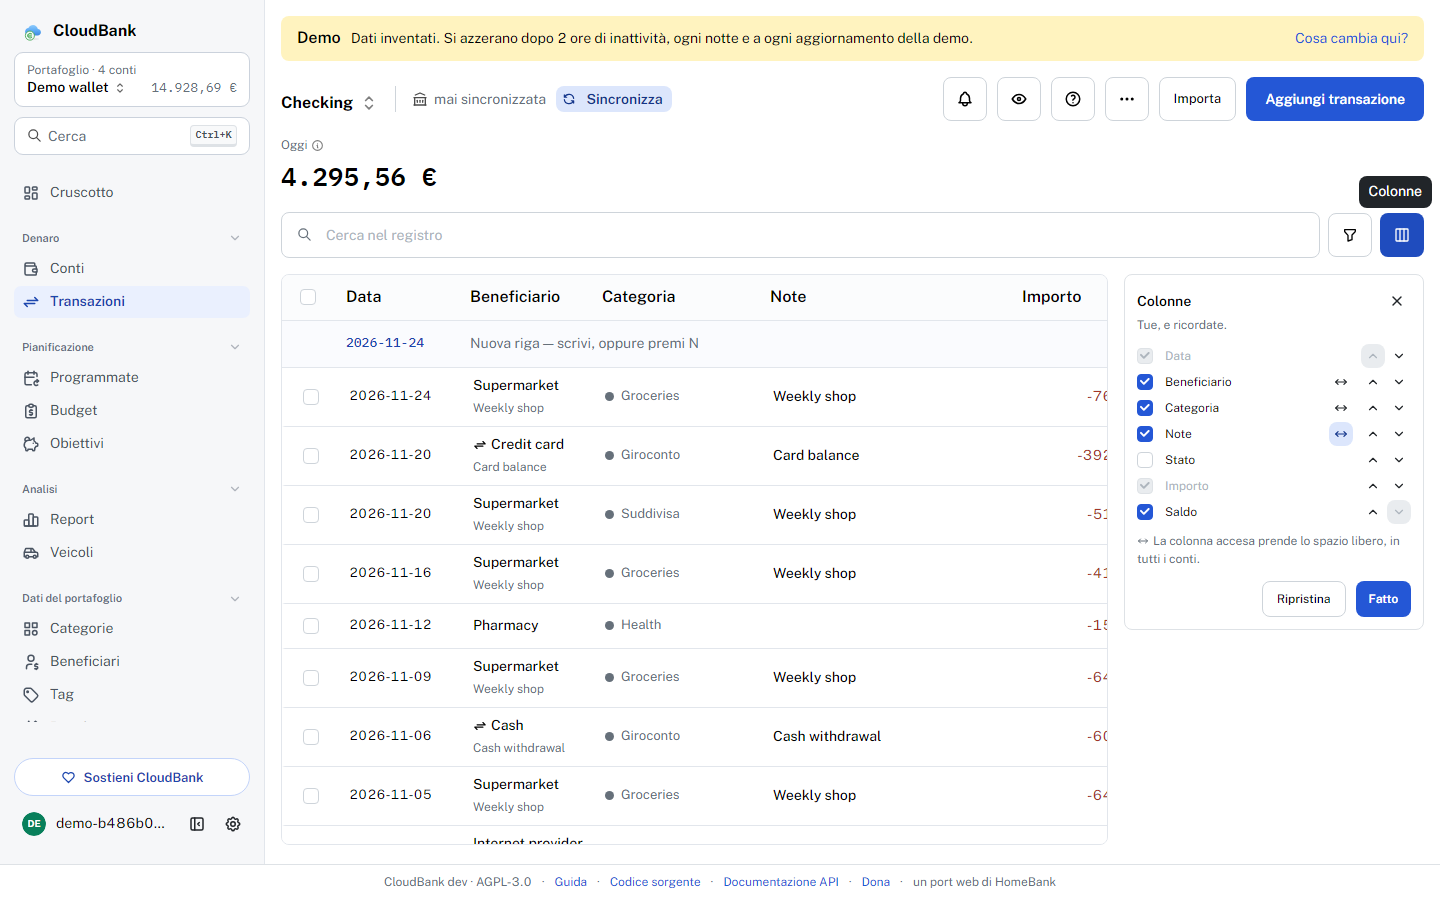 CloudBank
Portafoglio · 4 conti
Demo wallet 14.928,69 €
Cerca Ctrl+K
Cruscotto
Denaro
Conti
Transazioni
Pianificazione
Programmate
Budget
Obiettivi
Analisi
Report
Veicoli
Dati del portafoglio
Categorie
Beneficiari
Tag
Sostieni CloudBank
DE demo-b486b0...
Demo Dati inventati. Si azzerano dopo 2 ore di inattività, ogni notte e a ogni aggiornamento della demo. Cosa cambia qui?
Checking mai sincronizzata Sincronizza Importa Aggiungi transazione
Oggi
4.295,56 €
Colonne
Cerca nel registro
Data Beneficiario Categoria Note Importo
2026-11-24 Nuova riga — scrivi, oppure premi N
2026-11-24 Supermarket Groceries Weekly shop -76
Weekly shop
2026-11-20 Credit card Giroconto Card balance -392
Card balance
2026-11-20 Supermarket Suddivisa Weekly shop -51
Weekly shop
2026-11-16 Supermarket Groceries Weekly shop -41
Weekly shop
2026-11-12 Pharmacy Health -15
2026-11-09 Supermarket Groceries Weekly shop -64
Weekly shop
2026-11-06 Cash Giroconto Cash withdrawal -60
Cash withdrawal
2026-11-05 Supermarket Groceries Weekly shop -64
Weekly shop
Internet provider
Colonne
Tue, e ricordate.
Data
Beneficiario
Categoria
Note
Stato
Importo
Saldo
↔ La colonna accesa prende lo spazio libero, in
tutti i conti.
Ripristina Fatto
CloudBank dev · AGPL-3.0 · Guida · Codice sorgente · Documentazione API · Dona · un port web di HomeBank